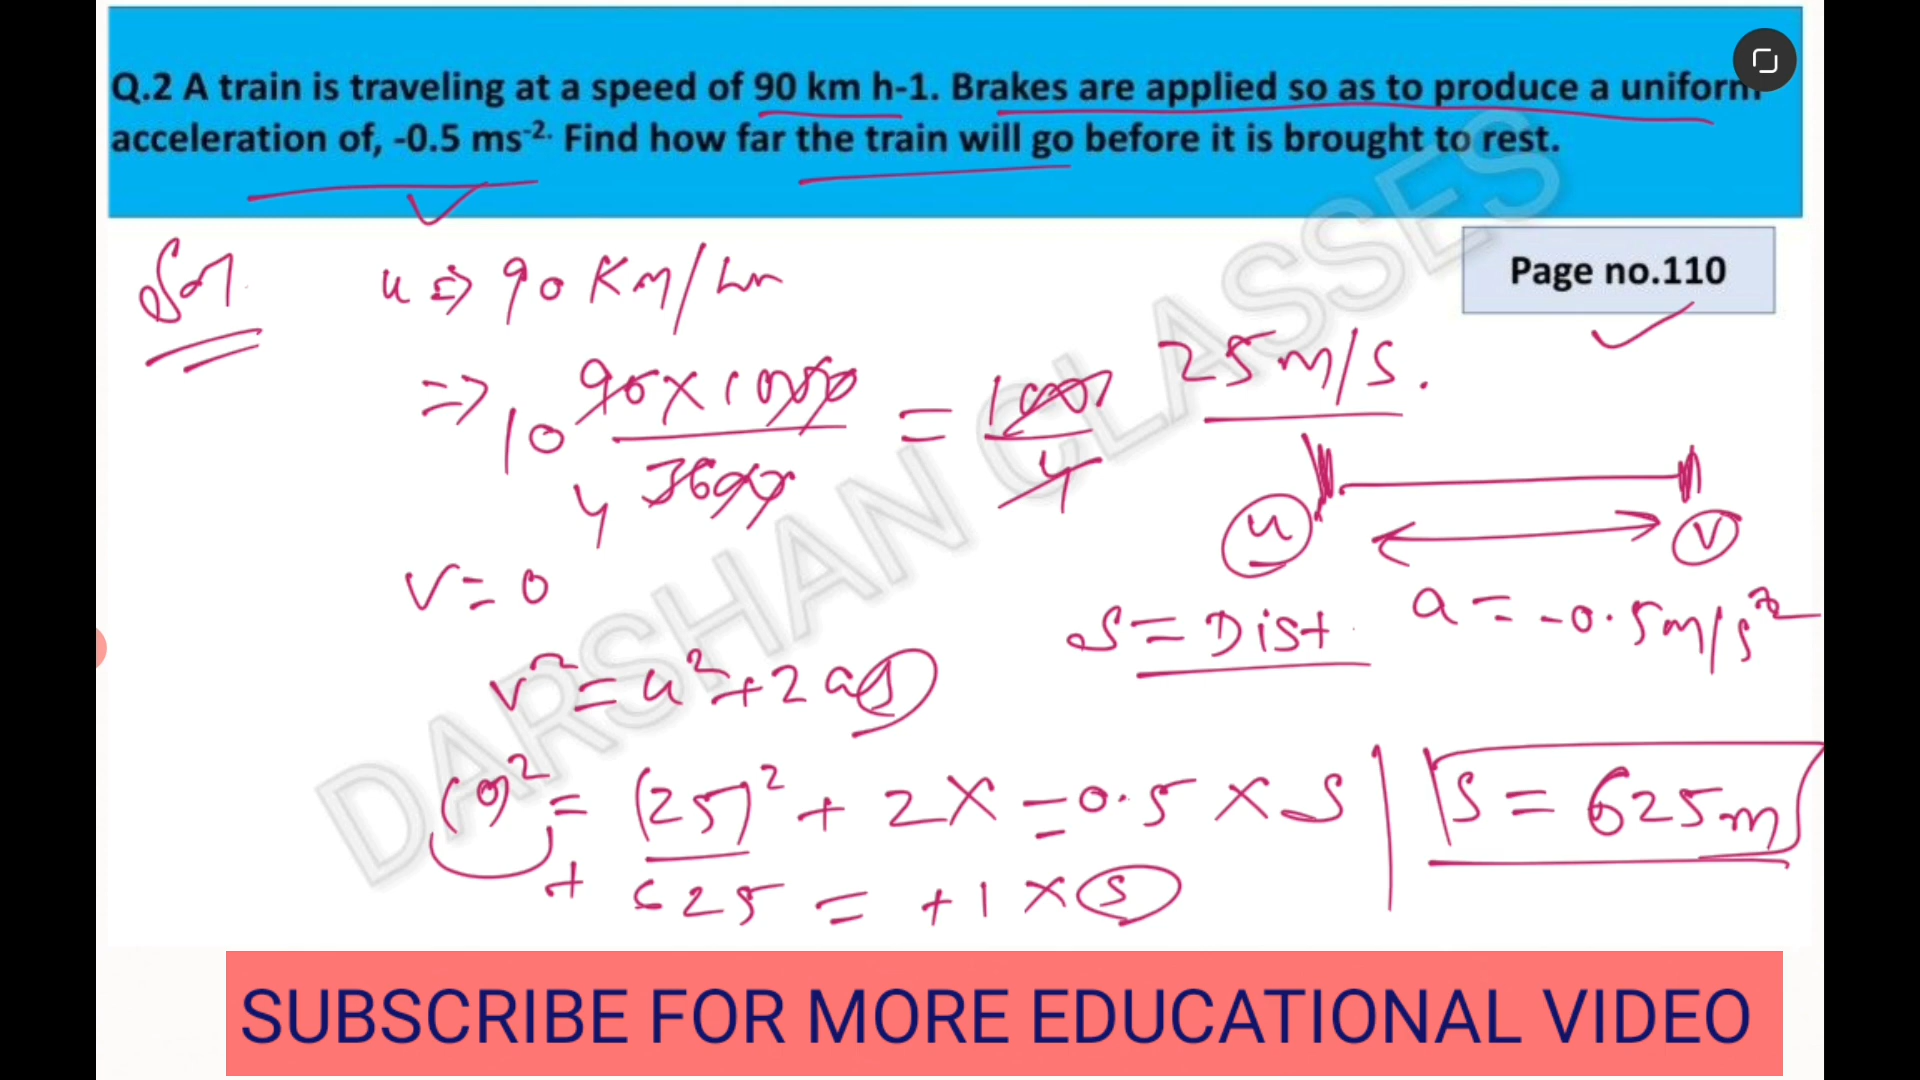 Q.2 A train is traveling at a speed of 90 km h-1. Brakes are applied so as to produce a uniform
acceleration of, -0.5 ms⁻². Find how far the train will go before it is brought to rest.
Page no.110
Sol.
u => 90 Km/hr
=> 10 90 x 1000 / 4 3600 = 100 / 4
25 m/s.
u v
v = 0
S = Dist
a = -0.5 m/s²
v² = u² + 2as
(0)² = (25)² + 2 x -0.5 x S
+ 625 = +1 x S
S = 625 m
DARSHAN CLASSES
SUBSCRIBE FOR MORE EDUCATIONAL VIDEO